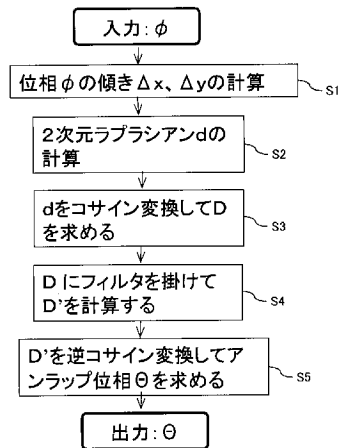 入力：φ
位相φの傾きΔx、Δyの計算
S1
2次元ラプラシアンdの
計算
S2
dをコサイン変換してD
を求める
S3
Dにフィルタを掛けて
D'を計算する
S4
D'を逆コサイン変換してア
ンラップ位相Θを求める
S5
出力：Θ